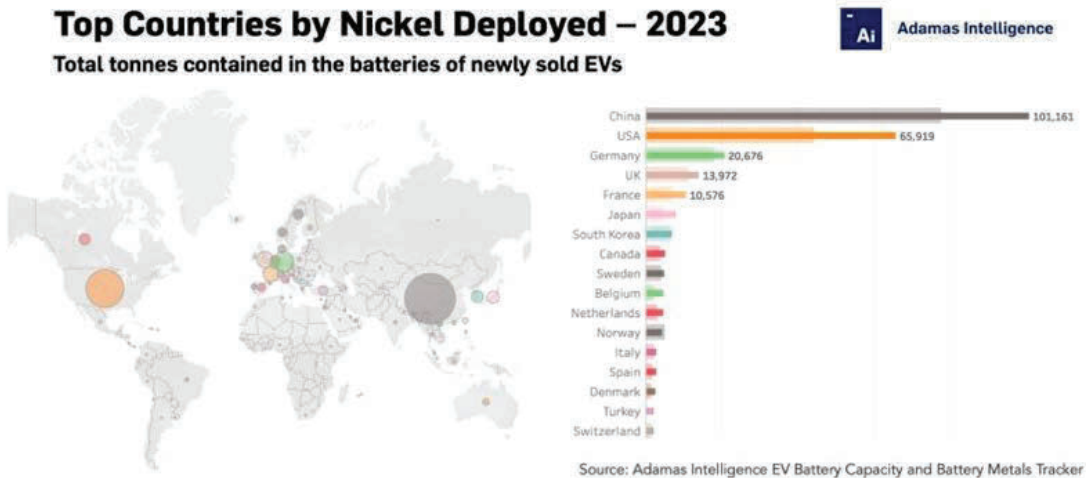 Top Countries by Nickel Deployed – 2023
Total tonnes contained in the batteries of newly sold EVs
Ai
Adamas Intelligence
China 101,161
USA 65,919
Germany 20,676
UK 13,972
France 10,576
Japan
South Korea
Canada
Sweden
Belgium
Netherlands
Norway
Italy
Spain
Denmark
Turkey
Switzerland
Source: Adamas Intelligence EV Battery Capacity and Battery Metals Tracker